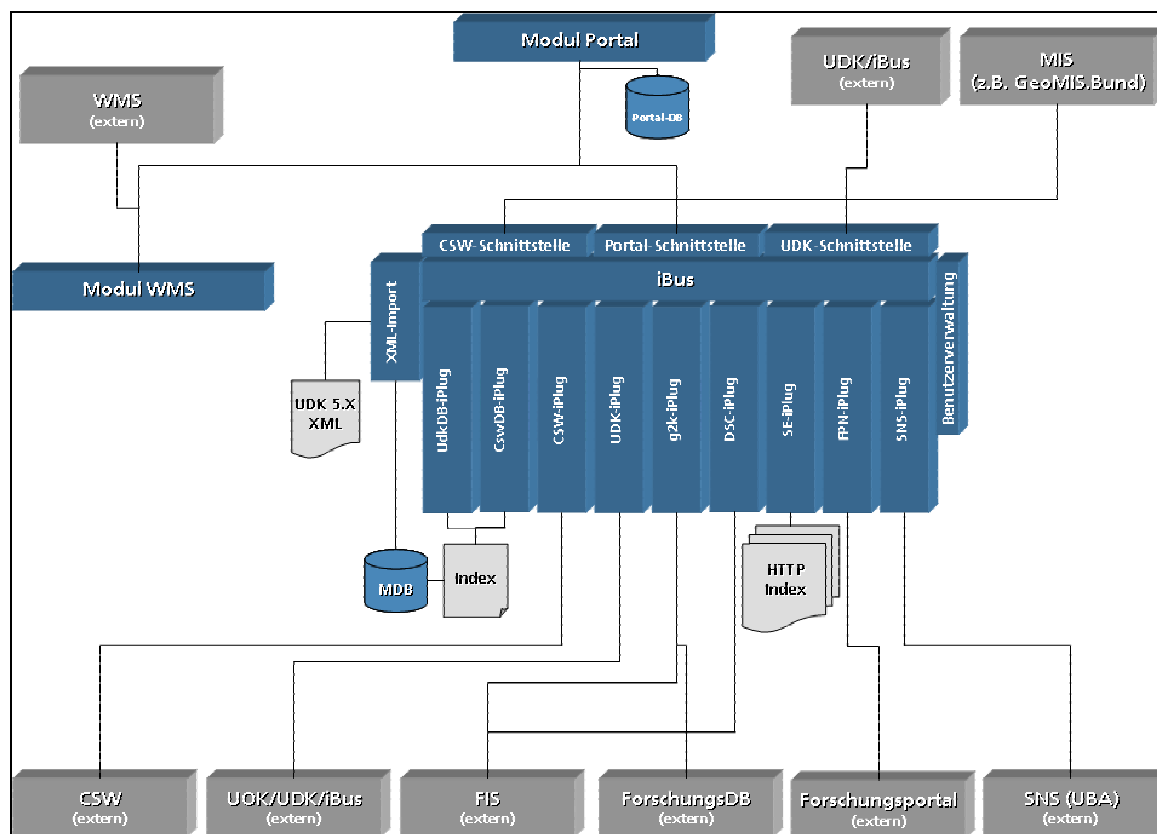 Modul Portal
UDK/iBus
(extern)
MIS
(z.B. GeoMIS.Bund)
WMS
(extern)
Portal-DB
CSW-Schnittstelle
Portal-Schnittstelle
UDK-Schnittstelle
iBus
Modul WMS
XML-Import
Benutzerverwaltung
UdkDB-iPlug
CswDB-iPlug
CSW-iPlug
UDK-iPlug
g2k-iPlug
DSC-iPlug
SE-iPlug
FPN-iPlug
SNS-iPlug
UDK 5.X
XML
MDB
Index
HTTP
Index
CSW
(extern)
UOK/UDK/iBus
(extern)
FIS
(extern)
ForschungsDB
(extern)
Forschungsportal
(extern)
SNS (UBA)
(extern)